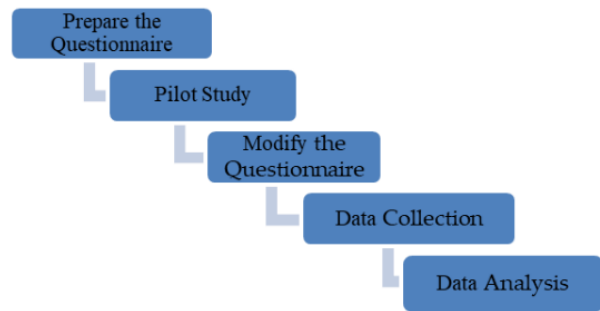 Prepare the
Questionnaire
Pilot Study
Modify the
Questionnaire
Data Collection
Data Analysis